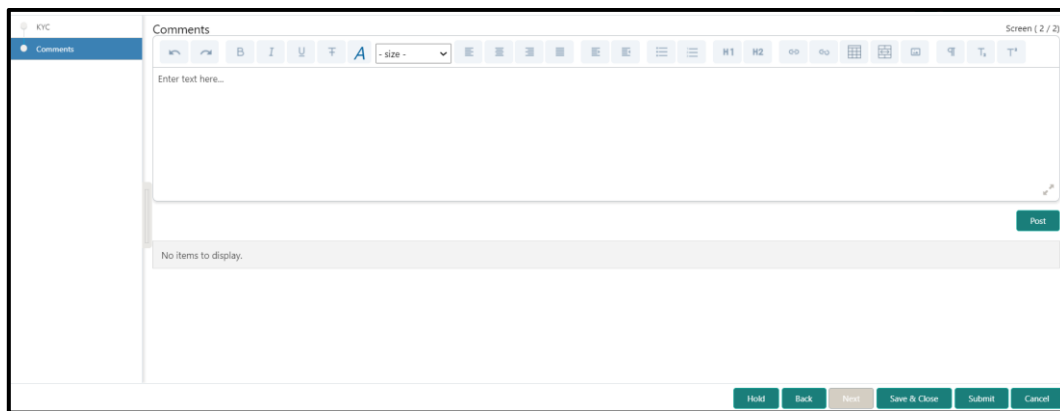 KYC
Comments
Comments
Screen ( 2 / 2)
B I U T A - size - H1 H2 T
Enter text here...
Post
No items to display.
Hold Back Next Save & Close Submit Cancel